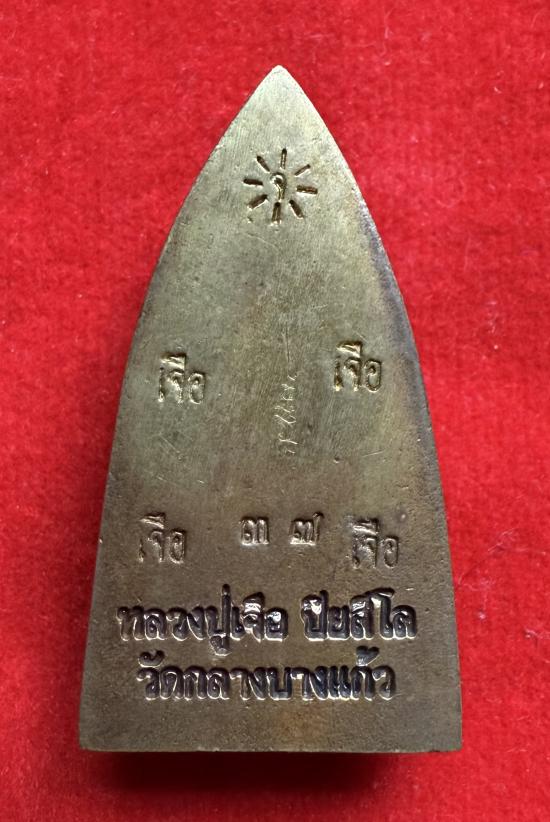 เจือ เจือ
เจือ ๓ ๗ เจือ
หลวงปู่เจือ ปิยสีโล
วัดกลางบางแก้ว